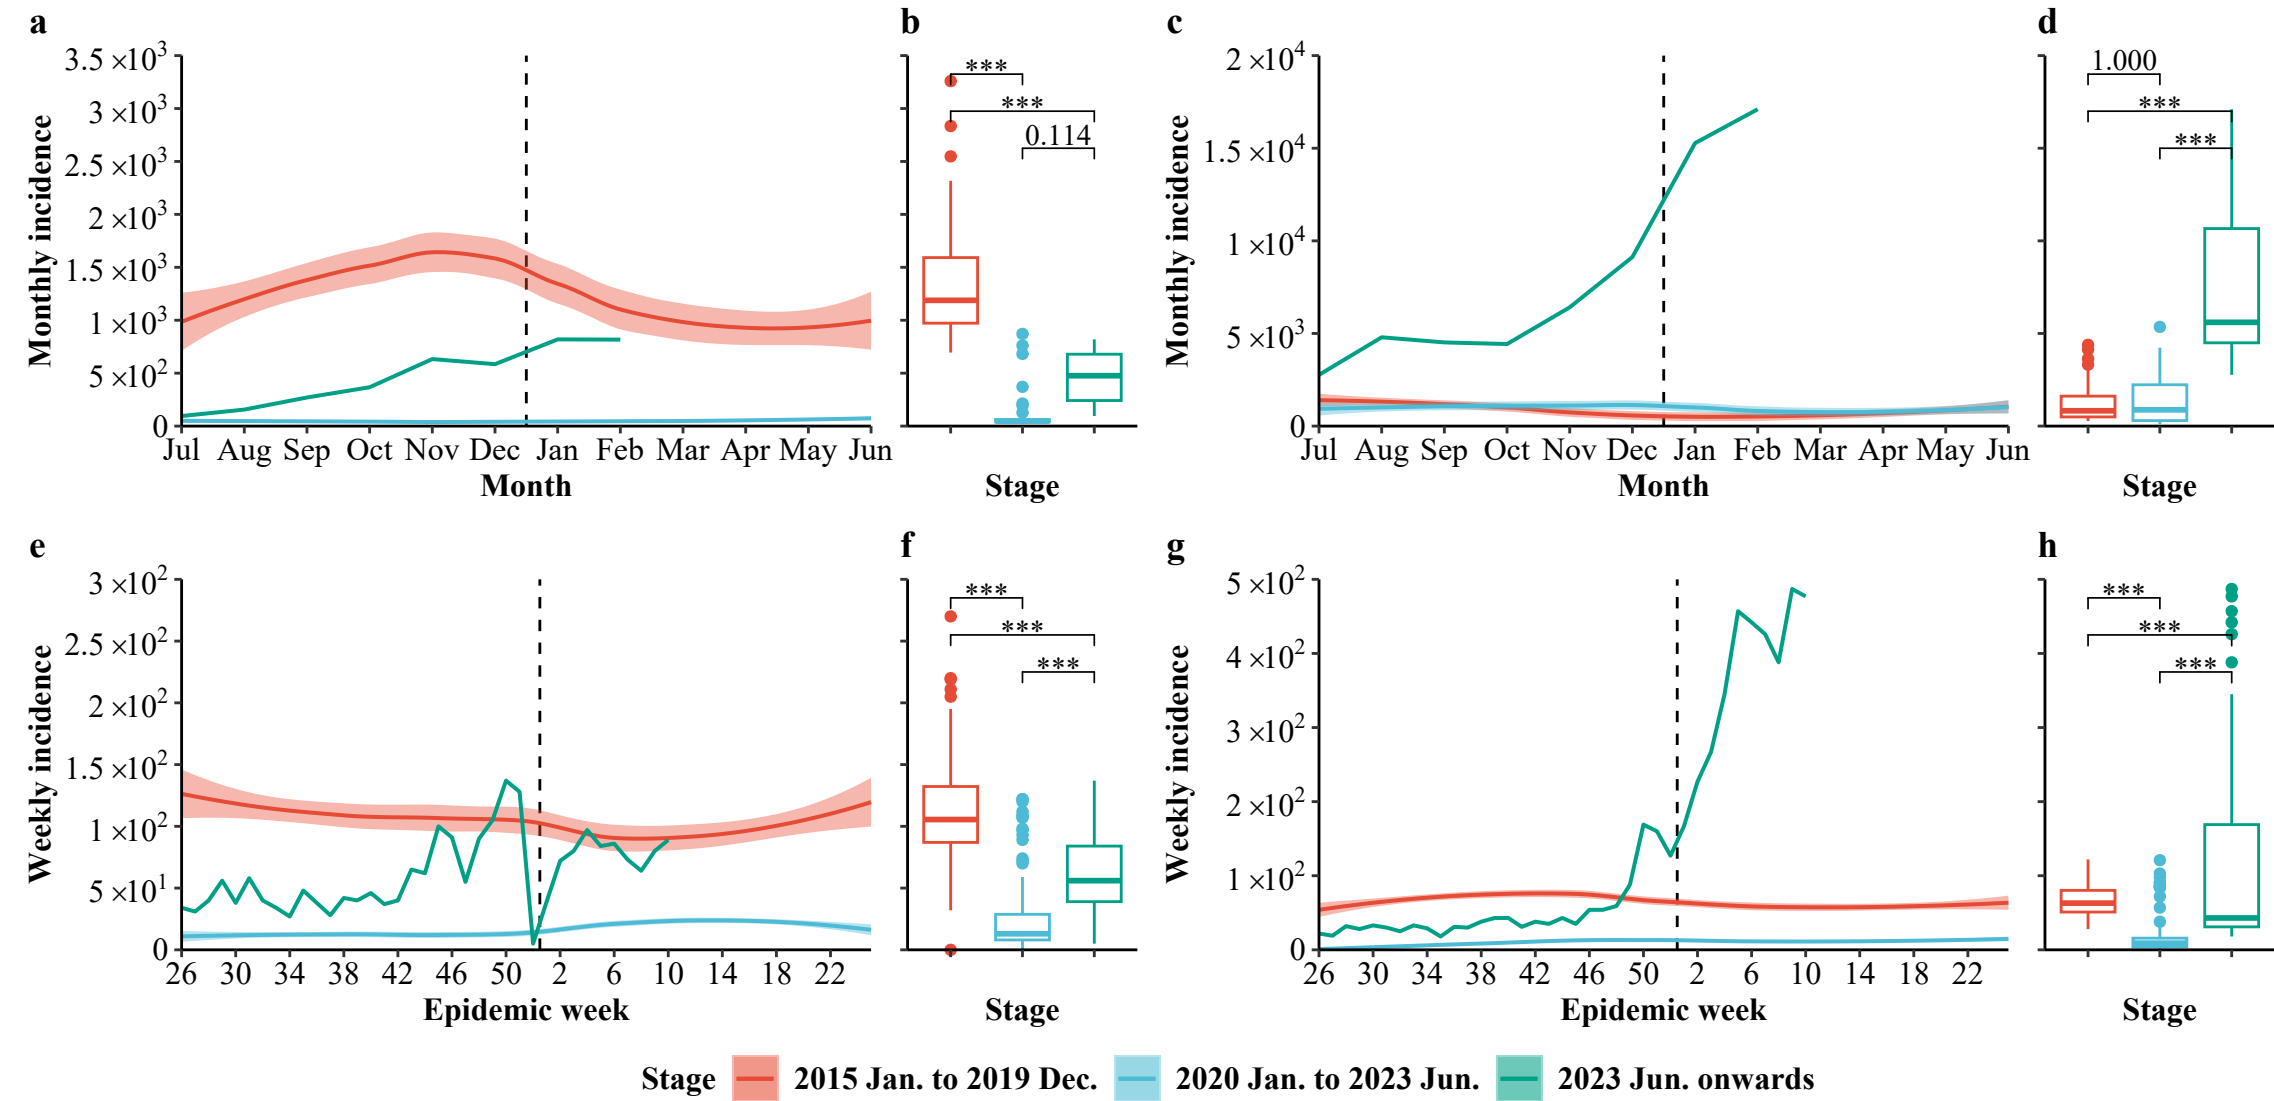 a
b
c
d
Monthly incidence
3.5 ×10³
3 ×10³
2.5 ×10³
2 ×10³
1.5 ×10³
1 ×10³
5 ×10²
0
Jul Aug Sep Oct Nov Dec Jan Feb Mar Apr May Jun
Month
***
***
0.114
Stage
Monthly incidence
2 ×10⁴
1.5 ×10⁴
1 ×10⁴
5 ×10³
0
Jul Aug Sep Oct Nov Dec Jan Feb Mar Apr May Jun
Month
1.000
***
***
Stage
e
f
g
h
Weekly incidence
3 ×10²
2.5 ×10²
2 ×10²
1.5 ×10²
1 ×10²
5 ×10¹
0
26 30 34 38 42 46 50 2 6 10 14 18 22
Epidemic week
***
***
***
Stage
Weekly incidence
5 ×10²
4 ×10²
3 ×10²
2 ×10²
1 ×10²
0
26 30 34 38 42 46 50 2 6 10 14 18 22
Epidemic week
***
***
***
Stage
Stage 2015 Jan. to 2019 Dec. 2020 Jan. to 2023 Jun. 2023 Jun. onwards